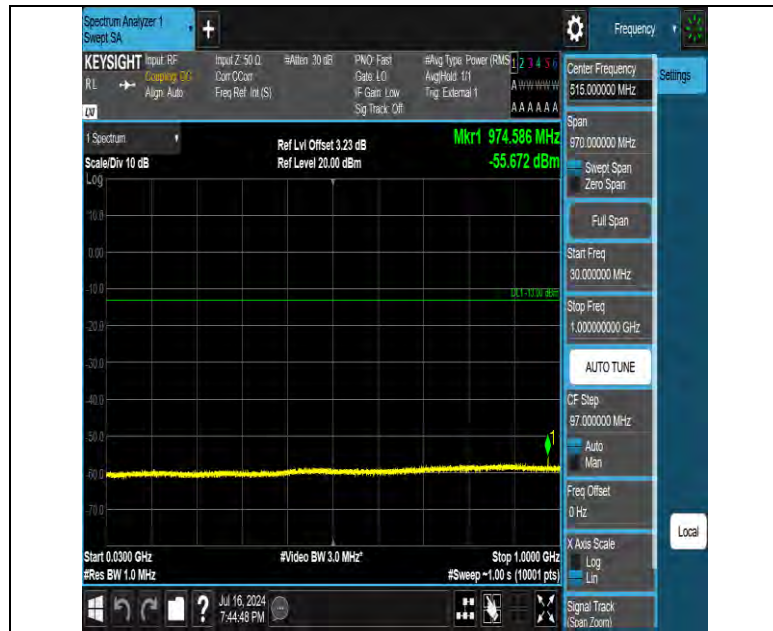 Spectrum Analyzer 1
Swept SA
+
Frequency
KEYSIGHT
RL
LXI
Input: RF
Coupling: DC
Align: Auto
Input Z: 50 Ω
Corr CCorr
Freq Ref: Int (S)
#Atten: 30 dB
PNO: Fast
Gate: LO
IF Gain: Low
Sig Track: Off
#Avg Type: Power (RMS
Avg|Hold: 1/1
Trig: External 1
1 2 3 4 5 6
A W W W W W
A A A A A A
1 Spectrum
Scale/Div 10 dB
Log
Ref Lvl Offset 3.23 dB
Ref Level 20.00 dBm
Mkr1 974.586 MHz
-55.672 dBm
10.0
0.00
-10.0
DL1 -13.00 dBm
-20.0
-30.0
-40.0
-50.0
1
-60.0
-70.0
Start 0.0300 GHz
#Res BW 1.0 MHz
#Video BW 3.0 MHz*
Stop 1.0000 GHz
#Sweep ~1.00 s (10001 pts)
Jul 16, 2024
7:44:48 PM
?
Center Frequency
515.000000 MHz
Settings
Span
970.000000 MHz
Swept Span
Zero Span
Full Span
Start Freq
30.000000 MHz
Stop Freq
1.000000000 GHz
AUTO TUNE
CF Step
97.000000 MHz
Auto
Man
Freq Offset
0 Hz
Local
X Axis Scale
Log
Lin
Signal Track
(Span Zoom)